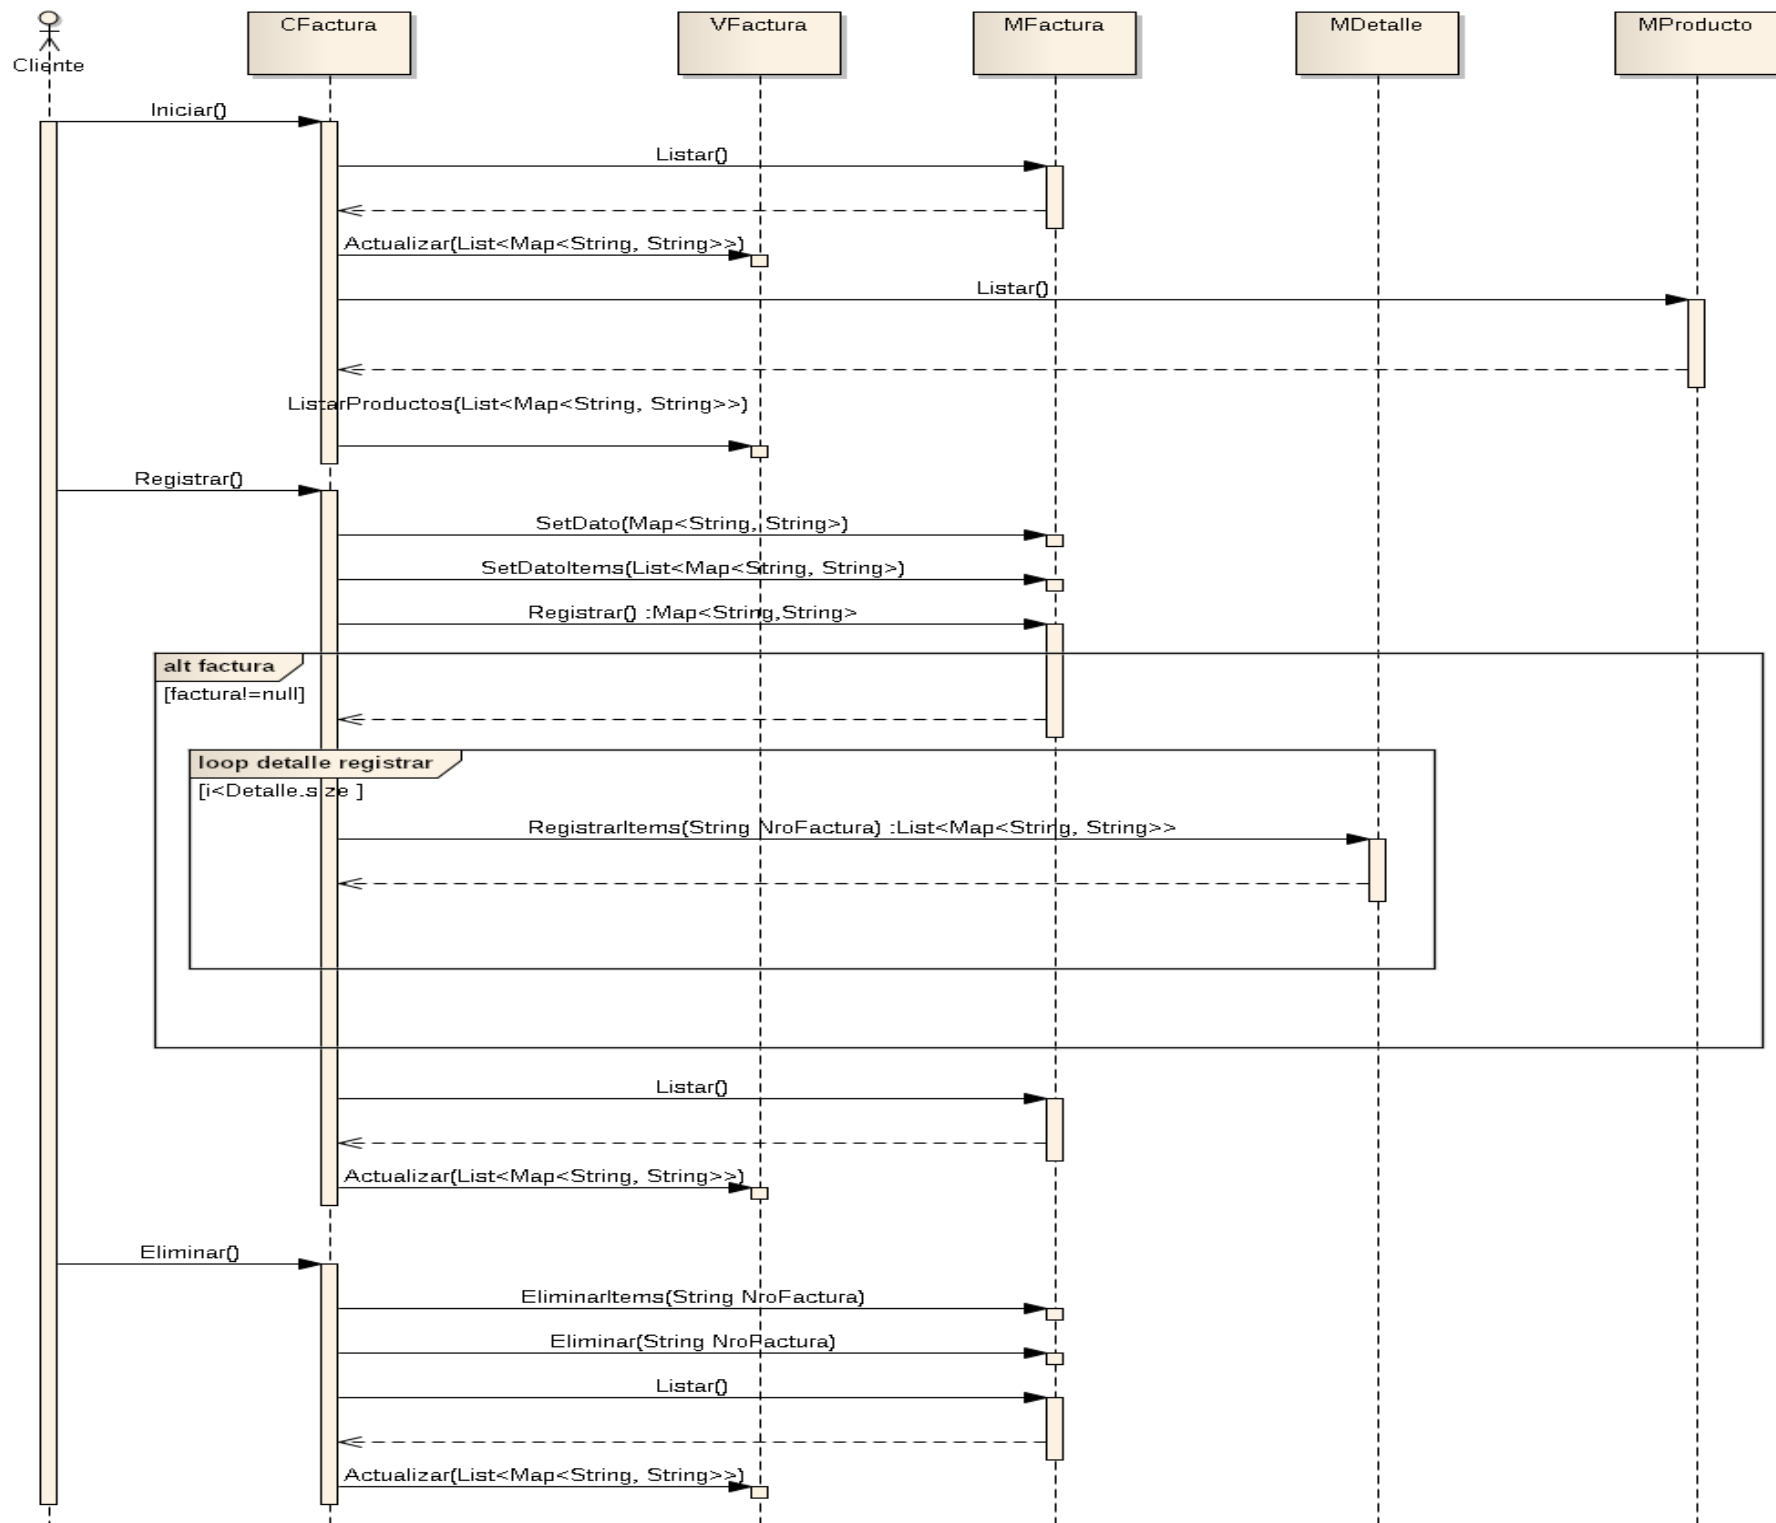 Cliente
CFactura
VFactura
MFactura
MDetalle
MProducto
Iniciar()
Listar()
Actualizar(List<Map<String, String>>)
Listar()
ListarProductos(List<Map<String, String>>)
Registrar()
SetDato(Map<String, String>)
SetDatoItems(List<Map<String, String>)
Registrar() :Map<String,String>
alt factura
[factura!=null]
loop detalle registrar
[i<Detalle.size ]
RegistrarItems(String NroFactura) :List<Map<String, String>>
Listar()
Actualizar(List<Map<String, String>>)
Eliminar()
EliminarItems(String NroFactura)
Eliminar(String NroFactura)
Listar()
Actualizar(List<Map<String, String>>)